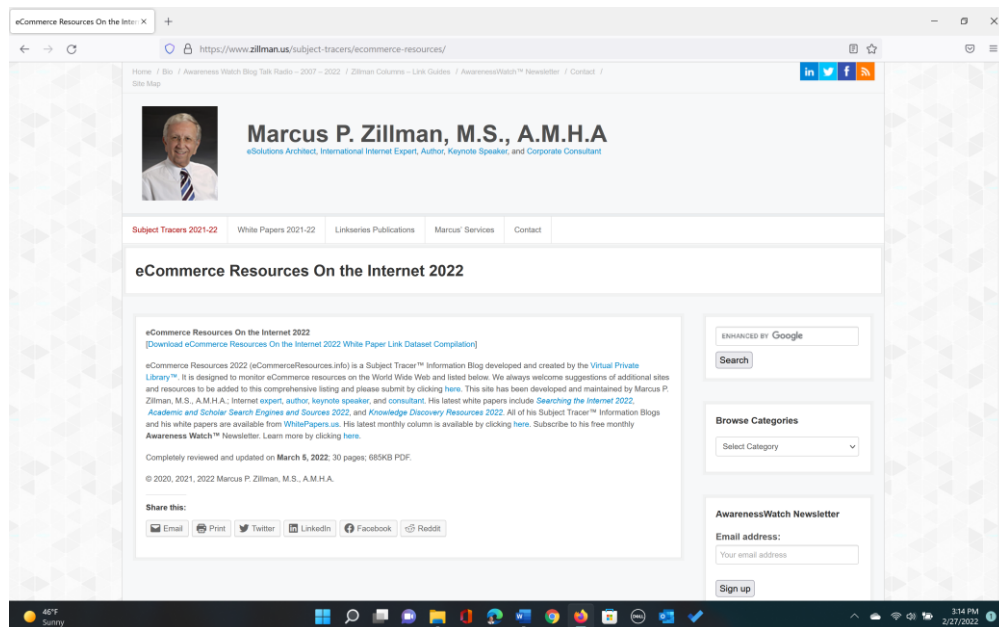 eCommerce Resources On the Inter
https://www.zillman.us/subject-tracers/ecommerce-resources/
Home / Bio / Awareness Watch Blog Talk Radio – 2007 – 2022 / Zillman Columns – Link Guides / AwarenessWatch™ Newsletter / Contact /
Site Map
Marcus P. Zillman, M.S., A.M.H.A
eSolutions Architect, International Internet Expert, Author, Keynote Speaker, and Corporate Consultant
Subject Tracers 2021-22 White Papers 2021-22 Linkseries Publications Marcus' Services Contact
eCommerce Resources On the Internet 2022
eCommerce Resources On the Internet 2022
[Download eCommerce Resources On the Internet 2022 White Paper Link Dataset Compilation]
eCommerce Resources 2022 (eCommerceResources.info) is a Subject Tracer™ Information Blog developed and created by the Virtual Private
Library™. It is designed to monitor eCommerce resources on the World Wide Web and listed below. We always welcome suggestions of additional sites
and resources to be added to this comprehensive listing and please submit by clicking here. This site has been developed and maintained by Marcus P.
Zillman, M.S., A.M.H.A.; Internet expert, author, keynote speaker, and consultant. His latest white papers include Searching the Internet 2022,
Academic and Scholar Search Engines and Sources 2022, and Knowledge Discovery Resources 2022. All of his Subject Tracer™ Information Blogs
and his white papers are available from WhitePapers.us. His latest monthly column is available by clicking here. Subscribe to his free monthly
Awareness Watch™ Newsletter. Learn more by clicking here.
Completely reviewed and updated on March 5, 2022; 30 pages; 685KB PDF.
© 2020, 2021, 2022 Marcus P. Zillman, M.S., A.M.H.A.
Share this:
Email Print Twitter LinkedIn Facebook Reddit
ENHANCED BY Google
Search
Browse Categories
Select Category
AwarenessWatch Newsletter
Email address:
Your email address
Sign up
46°F
Sunny
3:14 PM
2/27/2022